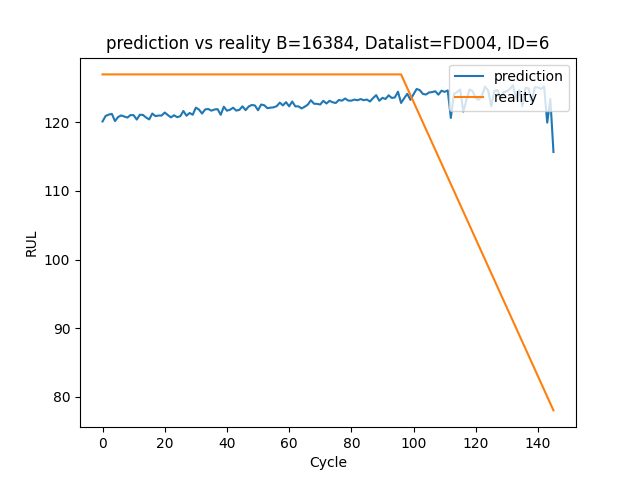 prediction vs reality B=16384, Datalist=FD004, ID=6
prediction
reality
120
110
100
90
80
RUL
0 20 40 60 80 100 120 140
Cycle